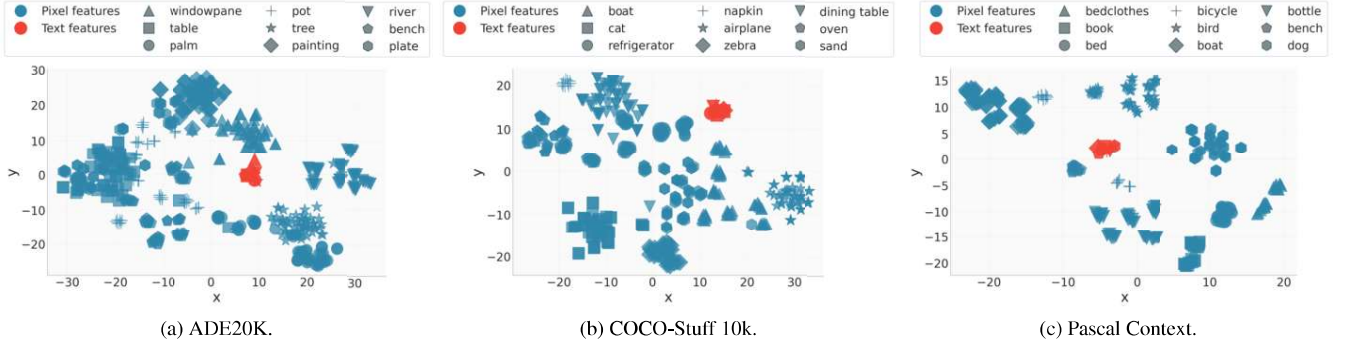 Pixel features windowpane pot river
Text features table tree bench
palm painting plate
30
20
10
0
−10
−20
y
−30 −20 −10 0 10 20 30
x
(a) ADE20K.
Pixel features boat napkin dining table
Text features cat airplane oven
refrigerator zebra sand
20
10
0
−10
−20
y
−20 −10 0 10 20 30
x
(b) COCO-Stuff 10k.
Pixel features bedclothes bicycle bottle
Text features book bird bench
bed boat dog
15
10
5
0
−5
−10
−15
−20
y
−20 −10 0 10 20
x
(c) Pascal Context.